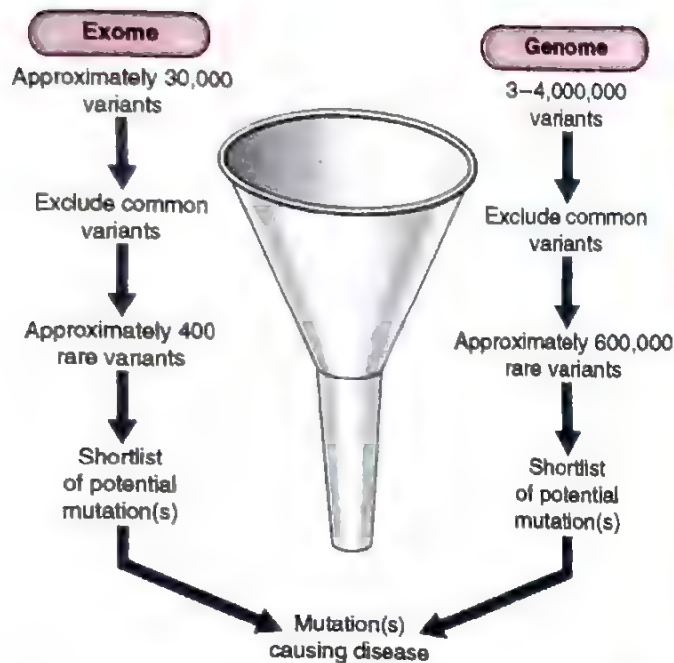 Exome
Approximately 30,000
variants
Exclude common
variants
Approximately 400
rare variants
Shortlist
of potential
mutation(s)
Genome
3–4,000,000
variants
Exclude common
variants
Approximately 600,000
rare variants
Shortlist
of potential
mutation(s)
Mutation(s)
causing disease